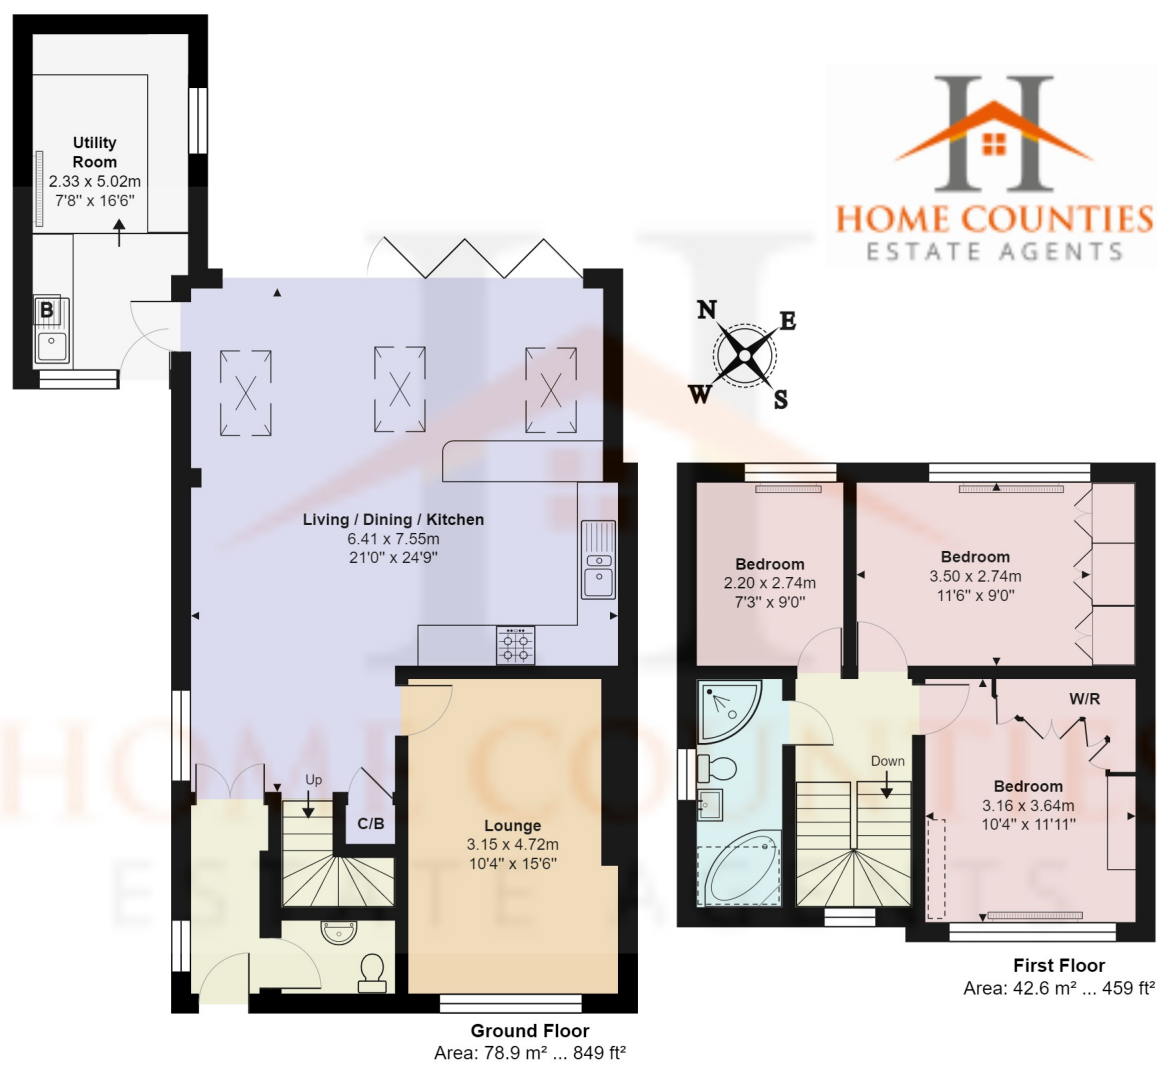 Utility
Room
2.33 x 5.02m
7'8" x 16'6"
B
HOME COUNTIES
ESTATE AGENTS
N
E
W
S
Living / Dining / Kitchen
6.41 x 7.55m
21'0" x 24'9"
Bedroom
2.20 x 2.74m
7'3" x 9'0"
Bedroom
3.50 x 2.74m
11'6" x 9'0"
W/R
Up
Down
C/B
Lounge
3.15 x 4.72m
10'4" x 15'6"
Bedroom
3.16 x 3.64m
10'4" x 11'11"
HOME COUNTIES
ESTATE AGENTS
First Floor
Area: 42.6 m² ... 459 ft²
Ground Floor
Area: 78.9 m² ... 849 ft²